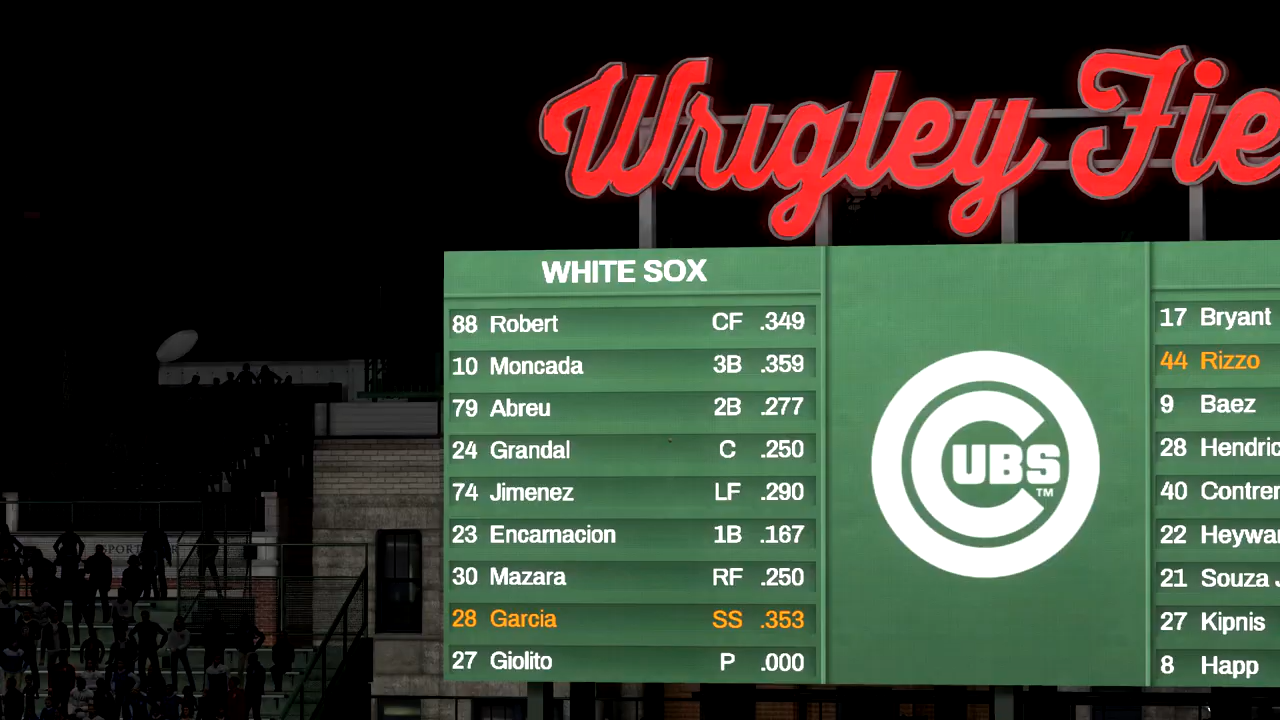 Wrigley Fie
WHITE SOX
88 Robert CF .349
10 Moncada 3B .359
79 Abreu 2B .277
24 Grandal C .250
74 Jimenez LF .290
23 Encarnacion 1B .167
30 Mazara RF .250
28 Garcia SS .353
27 Giolito P .000
CUBS
TM
17 Bryant
44 Rizzo
9 Baez
28 Hendric
40 Contrer
22 Heywar
21 Souza J
27 Kipnis
8 Happ
SPORT